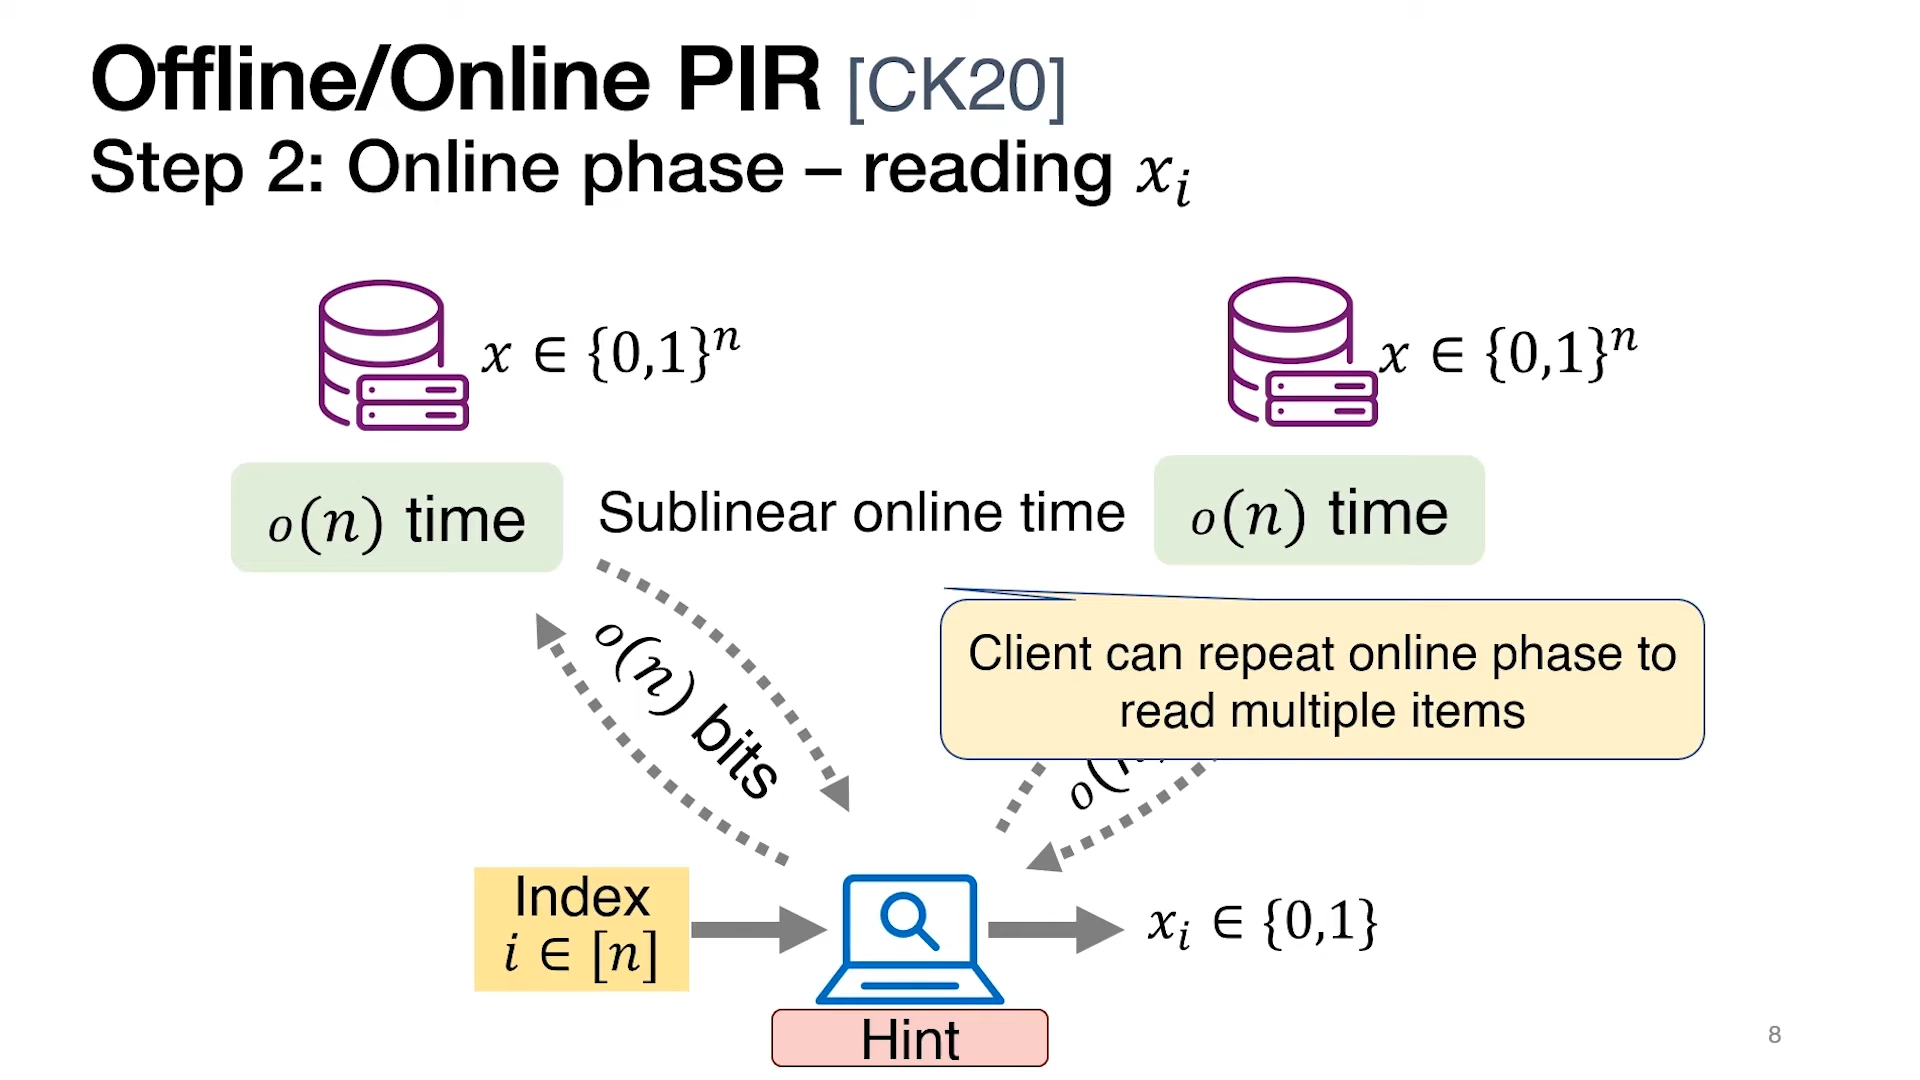 Offline/Online PIR [CK20]
Step 2: Online phase – reading 𝑥ᵢ
𝑥 ∈ {0,1}ⁿ
𝑥 ∈ {0,1}ⁿ
𝑜(𝑛) time
Sublinear online time
𝑜(𝑛) time
𝑜(𝑛) bits
Client can repeat online phase to
read multiple items
Index
𝑖 ∈ [𝑛]
𝑥ᵢ ∈ {0,1}
Hint
8